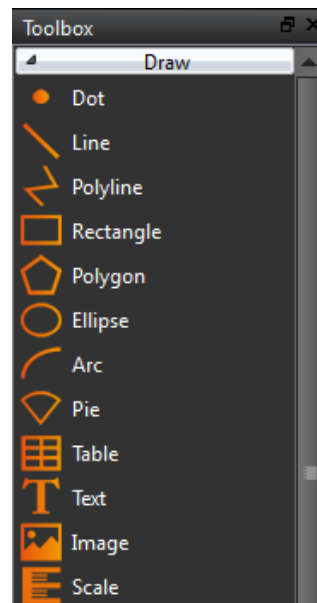 Toolbox
Draw
Dot
Line
Polyline
Rectangle
Polygon
Ellipse
Arc
Pie
Table
Text
Image
Scale